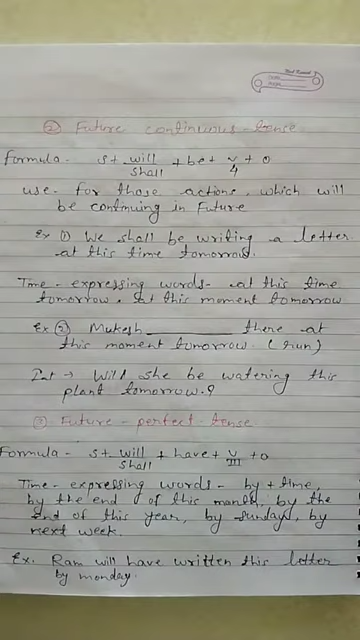 ② Future continuous-tense
Formula - S + will/shall + be + V4 + O
use - For those actions, which will
be continuing in Future
Ex ① We shall be writing a letter
at this time tomorrow.
Time - expressing words - at this time
tomorrow, at this moment tomorrow
Ex ② Mukesh ________ there at
this moment tomorrow. (run)
Int → Will she be watering this
plant tomorrow.?
③ Future - perfect-tense
Formula - S + will/shall + have + VIII + O
Time - expressing words - by + time,
by the end of this month, by the
end of this year, by sunday, by
next week.
Ex. Ram will have written this letter
by monday.